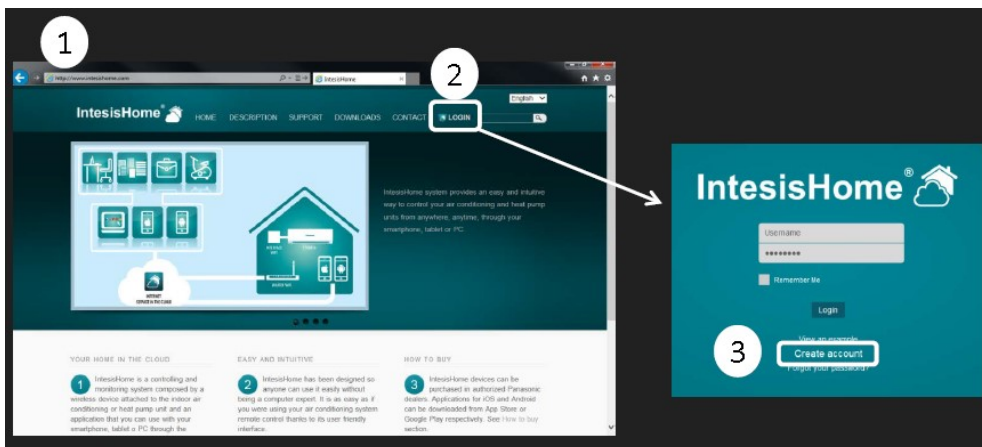 1
2
http://www.intesishome.com
IntesisHome
English
IntesisHome®
HOME DESCRIPTION SUPPORT DOWNLOADS CONTACT LOGIN
IntesisHome system provides an easy and intuitive
way to control your air conditioning and heat pump
units from anywhere, anytime, through your
smartphone, tablet or PC.
INTERNET
SERVICE IN THE CLOUD
IntesisHome®
Username
••••••••
Remember Me
Login
View an example
3
Create account
Forgot your password?
YOUR HOME IN THE CLOUD
1 IntesisHome is a controlling and
monitoring system composed by a
wireless device attached to the indoor air
conditioning or heat pump unit and an
application that you can use with your
smartphone, tablet o PC through the
EASY AND INTUITIVE
2 IntesisHome has been designed so
anyone can use it easily without
being a computer expert. It is as easy as if
you were using your air conditioning system
remote control thanks to its user friendly
interface.
HOW TO BUY
3 IntesisHome devices can be
purchased in authorized Panasonic
dealers. Applications for iOS and Android
can be downloaded from App Store or
Google Play respectively. See How to buy
section.